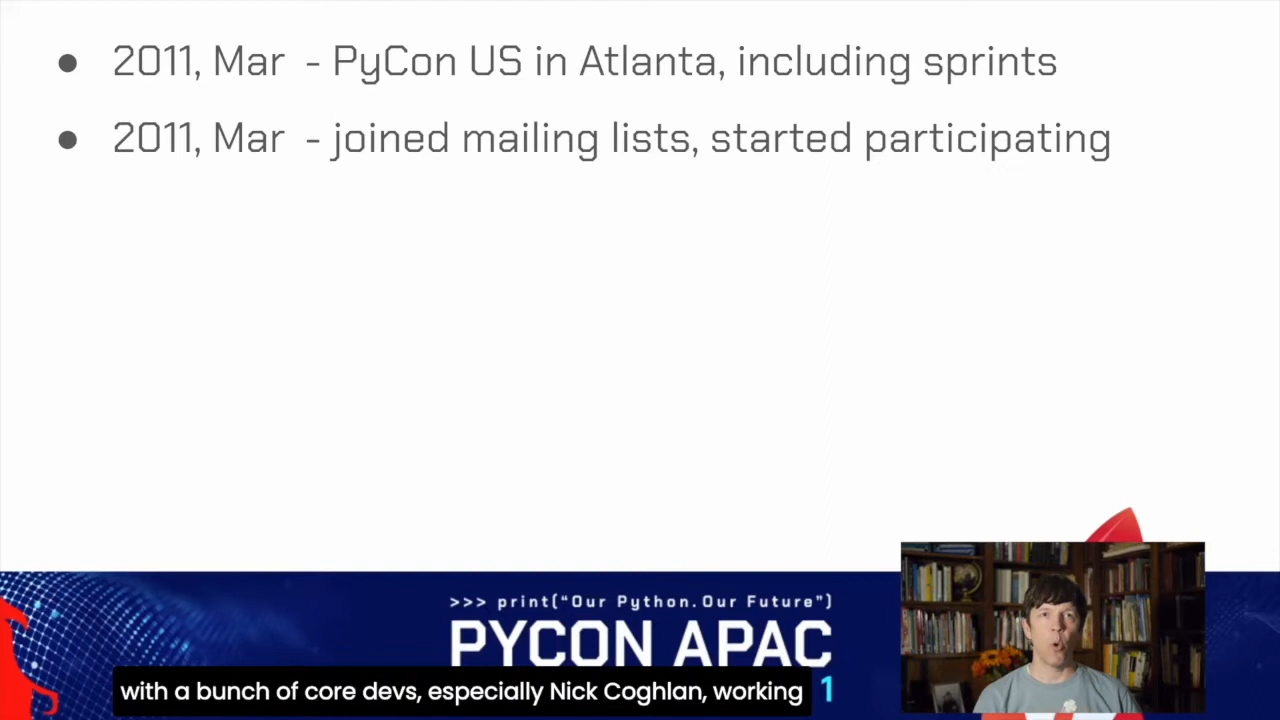 ● 2011, Mar - PyCon US in Atlanta, including sprints
● 2011, Mar - joined mailing lists, started participating
>>> print(“Our Python.Our Future”)
PYCON APAC
with a bunch of core devs, especially Nick Coghlan, working
1